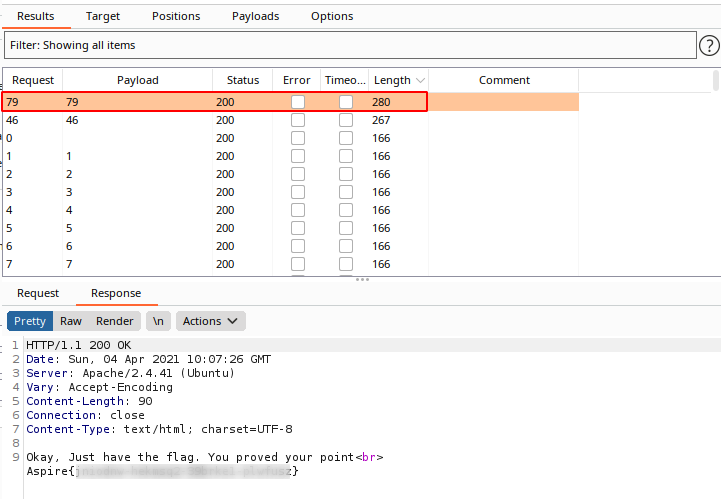 Results Target Positions Payloads Options
Filter: Showing all items
?
Request Payload Status Error Timeo... Length Comment
79 79 200 280
46 46 200 267
0 200 166
1 1 200 166
2 2 200 166
3 3 200 166
4 4 200 166
5 5 200 166
6 6 200 166
7 7 200 166
Request Response
Pretty Raw Render \n Actions
1 HTTP/1.1 200 OK
2 Date: Sun, 04 Apr 2021 10:07:26 GMT
3 Server: Apache/2.4.41 (Ubuntu)
4 Vary: Accept-Encoding
5 Content-Length: 90
6 Connection: close
7 Content-Type: text/html; charset=UTF-8
8
9 Okay, Just have the flag. You proved your point<br>
Aspire{ }